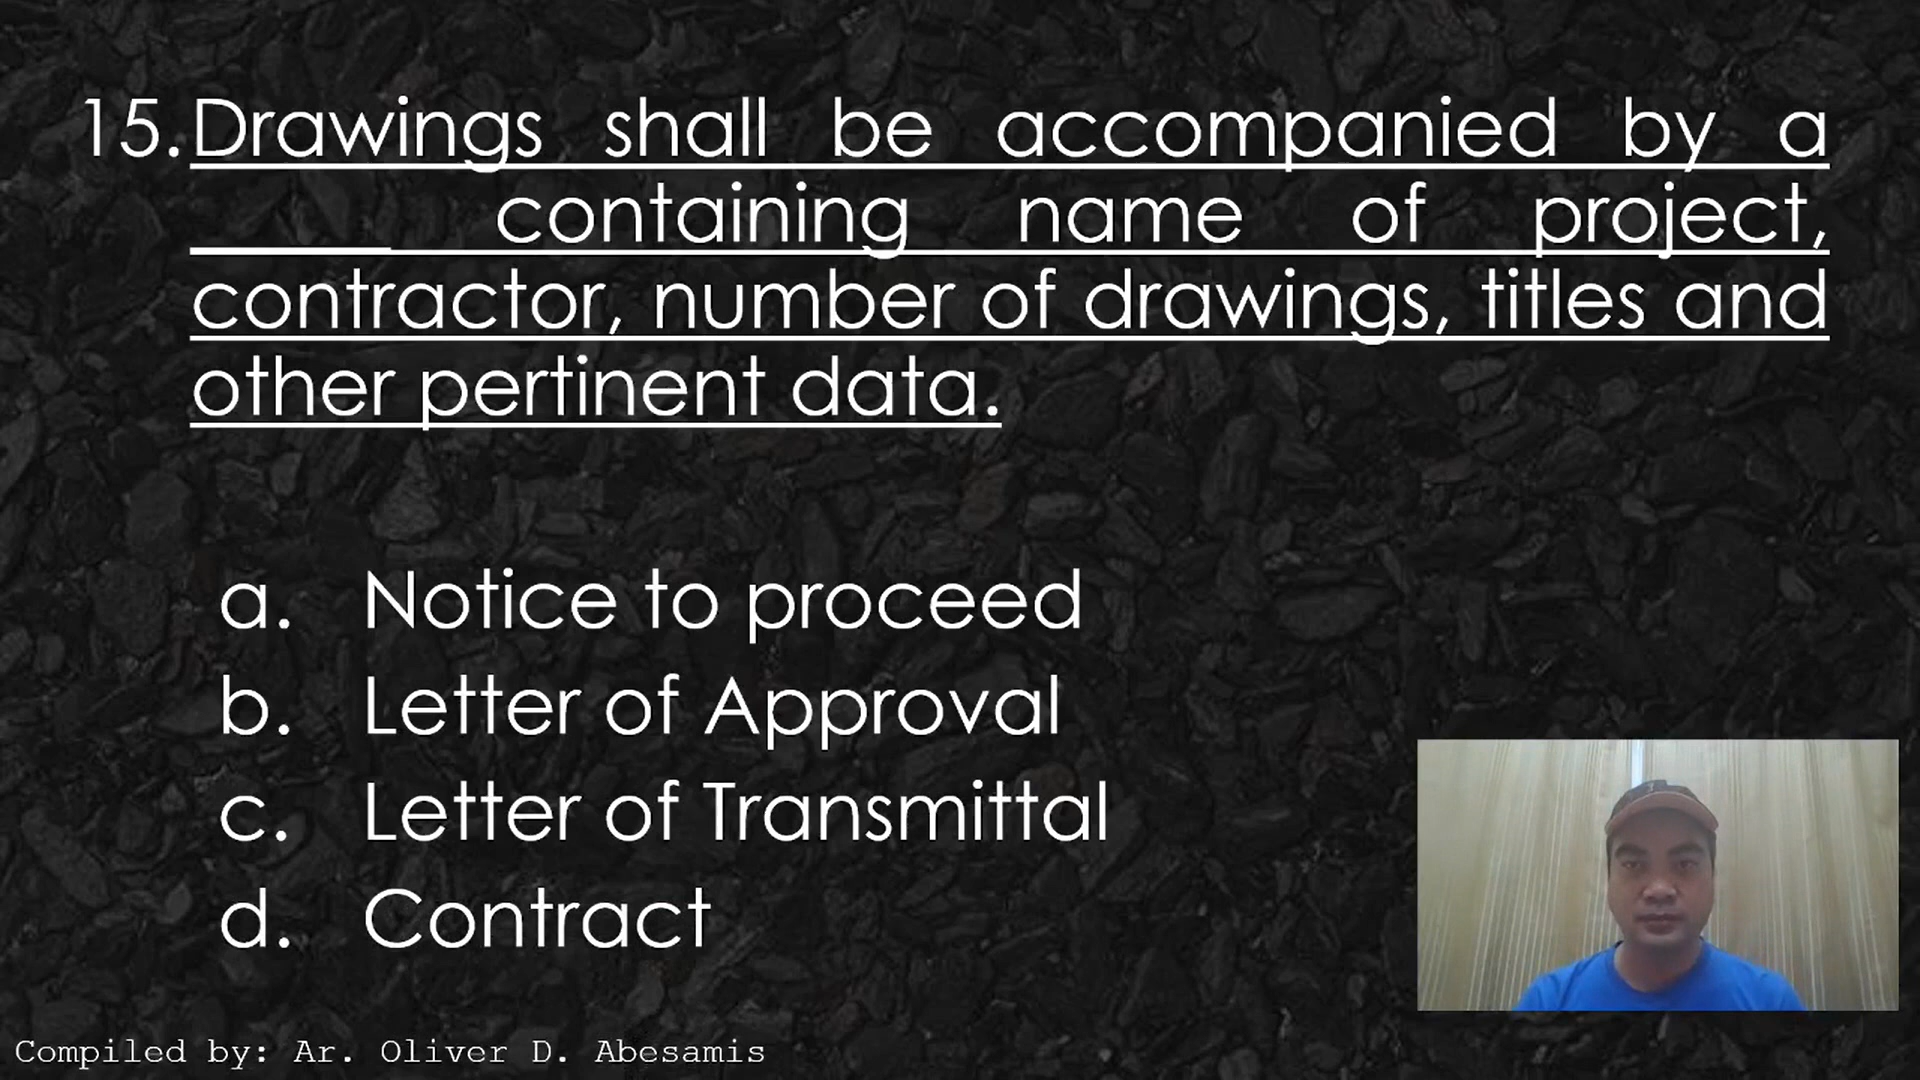 15. Drawings shall be accompanied by a
_____ containing name of project,
contractor, number of drawings, titles and
other pertinent data.
a. Notice to proceed
b. Letter of Approval
c. Letter of Transmittal
d. Contract
Compiled by: Ar. Oliver D. Abesamis